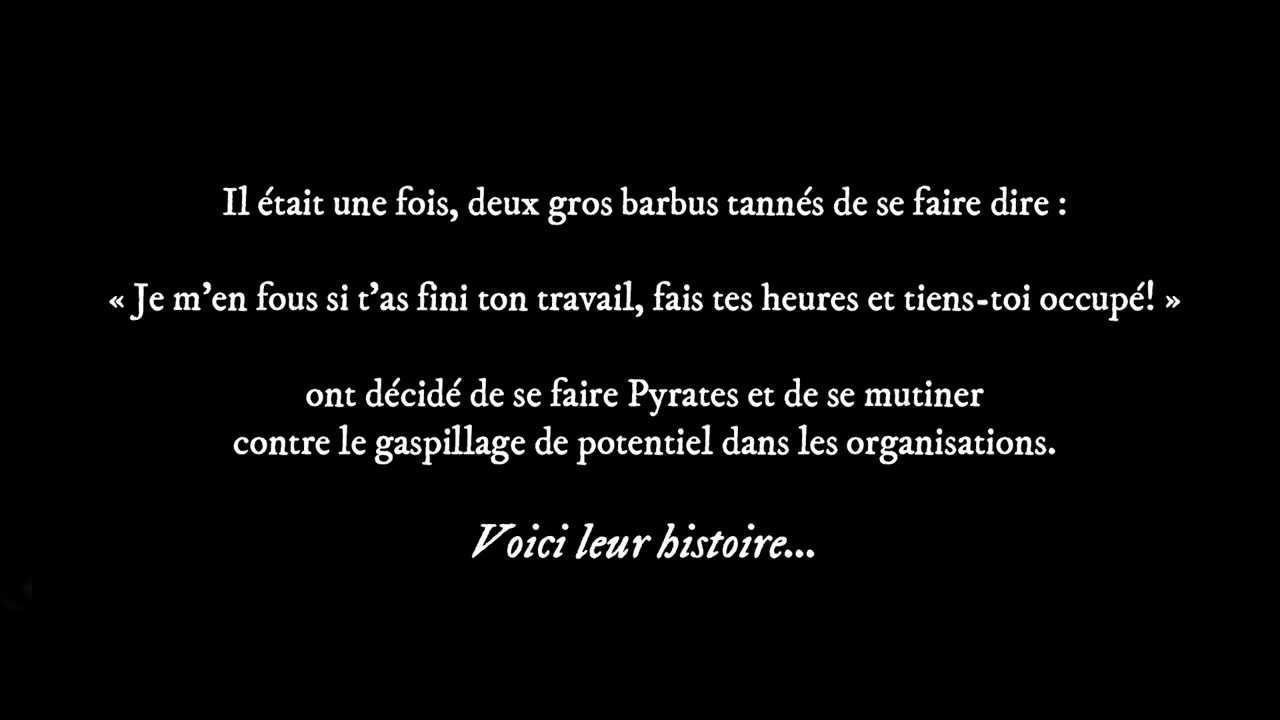 Il était une fois, deux gros barbus tannés de se faire dire :
« Je m’en fous si t’as fini ton travail, fais tes heures et tiens-toi occupé! »
ont décidé de se faire Pyrates et de se mutiner
contre le gaspillage de potentiel dans les organisations.
Voici leur histoire...